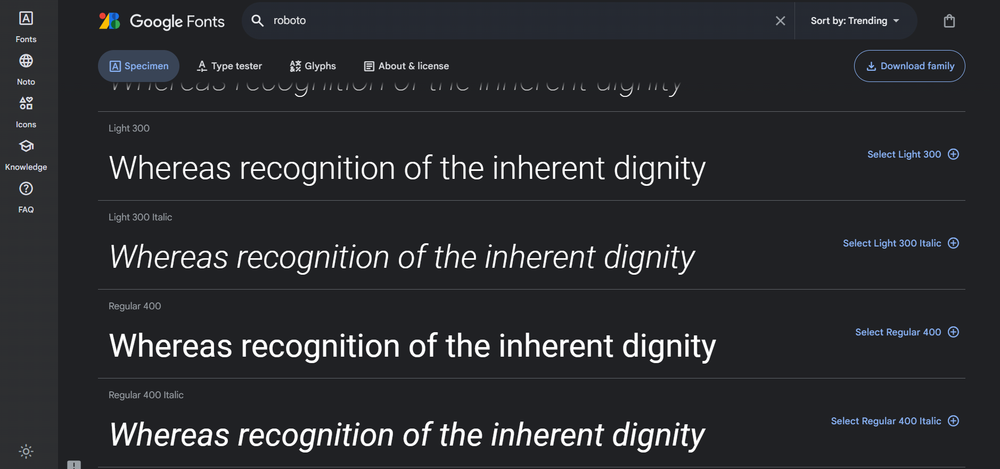 Fonts
Noto
Icons
Knowledge
FAQ
Google Fonts
roboto
Sort by: Trending
Specimen
Type tester
Glyphs
About & license
Download family
Whereas recognition of the inherent dignity
Light 300
Whereas recognition of the inherent dignity
Select Light 300
Light 300 Italic
Whereas recognition of the inherent dignity
Select Light 300 Italic
Regular 400
Whereas recognition of the inherent dignity
Select Regular 400
Regular 400 Italic
Whereas recognition of the inherent dignity
Select Regular 400 Italic